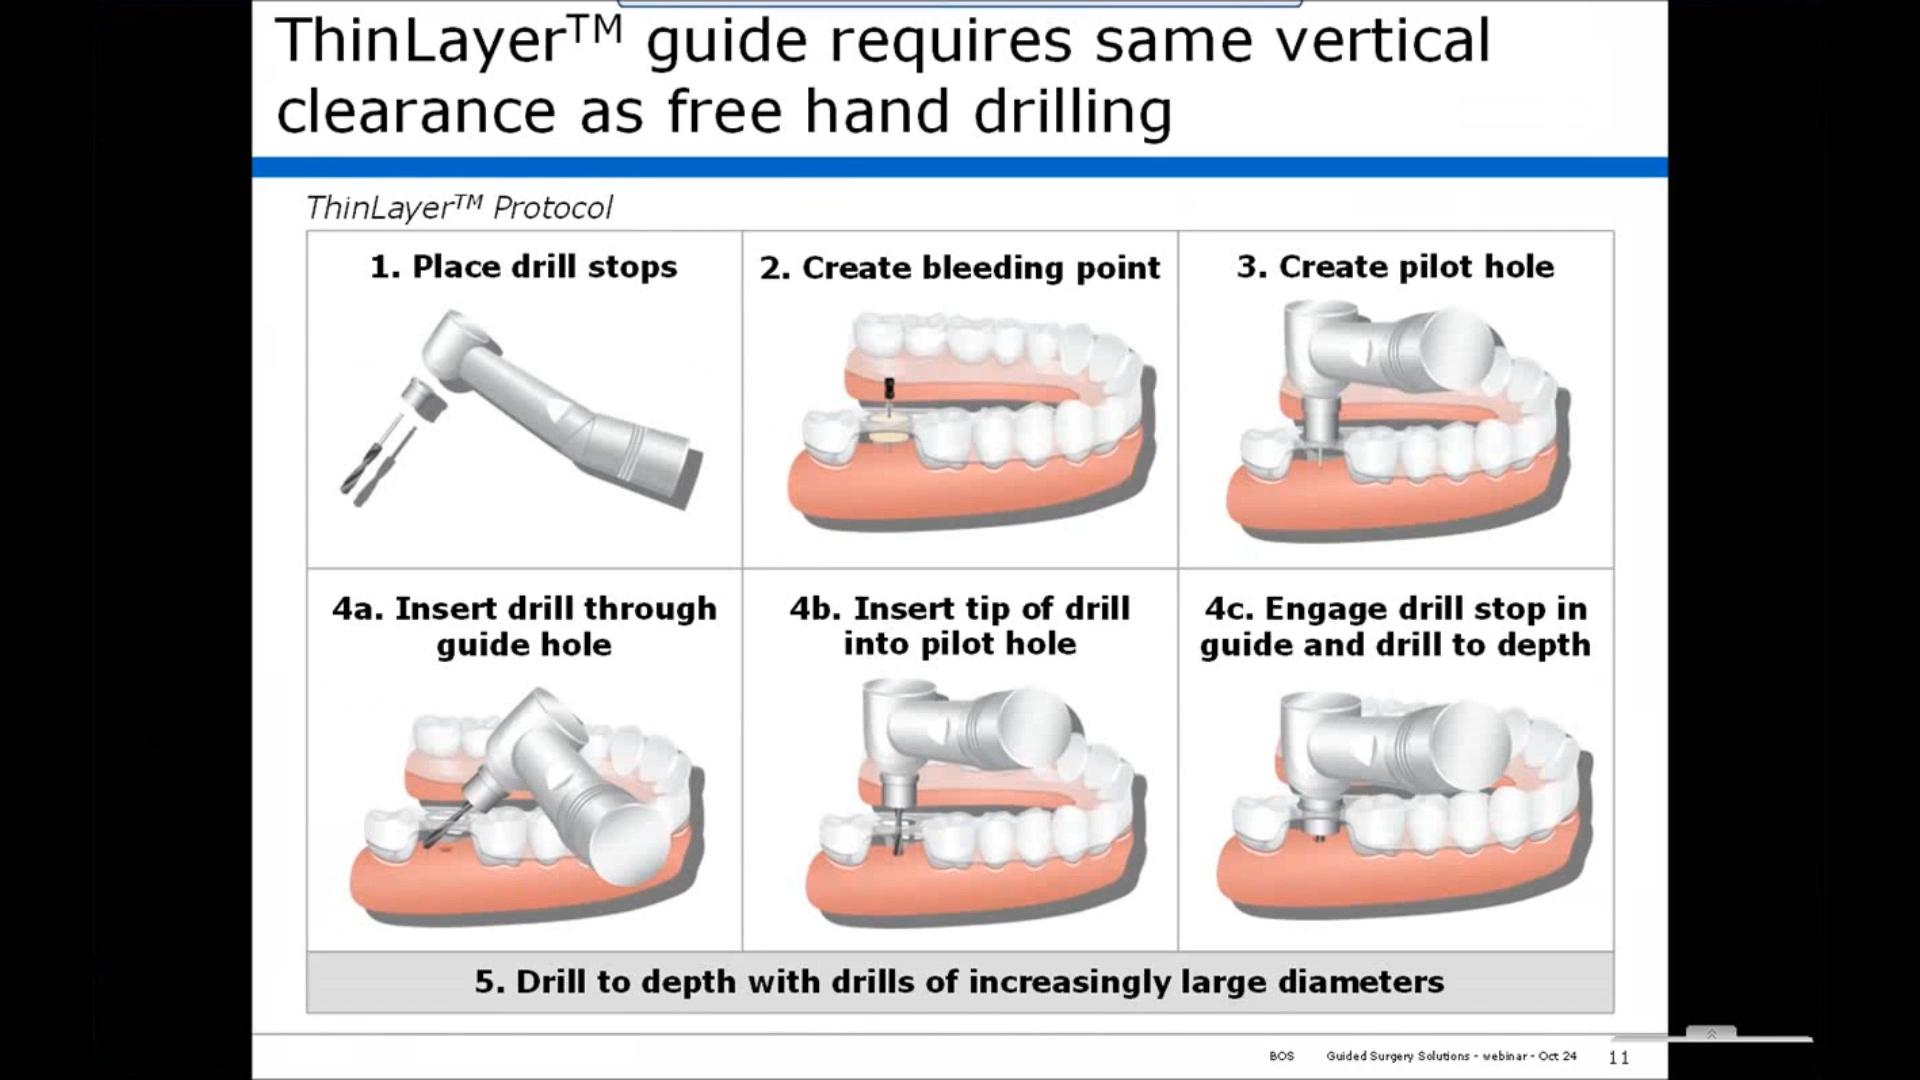 ThinLayer™ guide requires same vertical
clearance as free hand drilling
ThinLayer™ Protocol
1. Place drill stops
2. Create bleeding point
3. Create pilot hole
4a. Insert drill through
guide hole
4b. Insert tip of drill
into pilot hole
4c. Engage drill stop in
guide and drill to depth
5. Drill to depth with drills of increasingly large diameters
BOS Guided Surgery Solutions - webinar - Oct 24 11